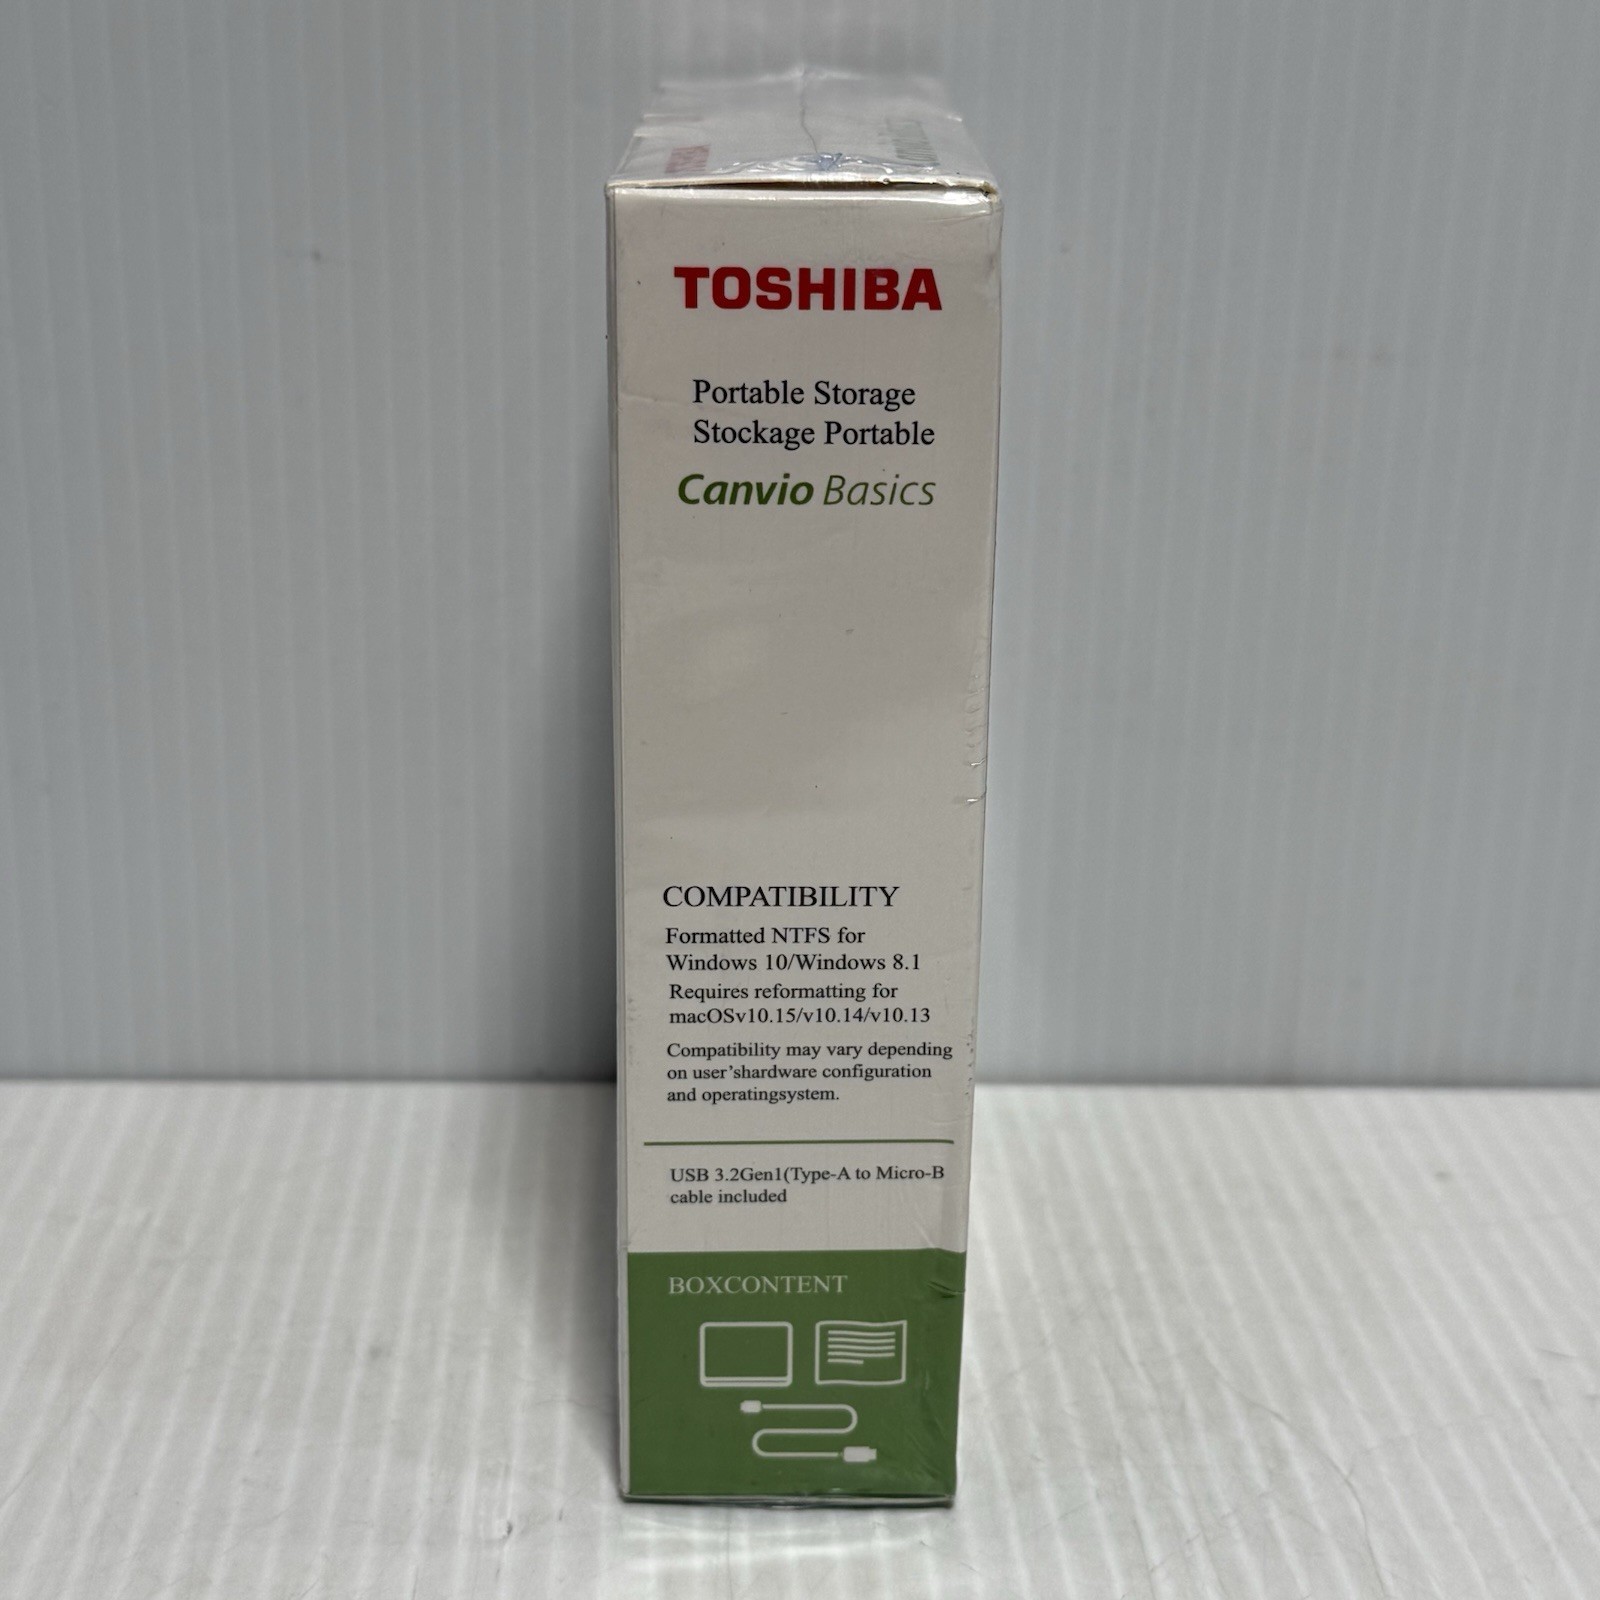 TOSHIBA
TOSHIBA
Portable Storage
Stockage Portable
Canvio Basics
COMPATIBILITY
Formatted NTFS for
Windows 10/Windows 8.1
Requires reformatting for
macOSv10.15/v10.14/v10.13
Compatibility may vary depending
on user'shardware configuration
and operatingsystem.
USB 3.2Gen1(Type-A to Micro-B
cable included
BOXCONTENT